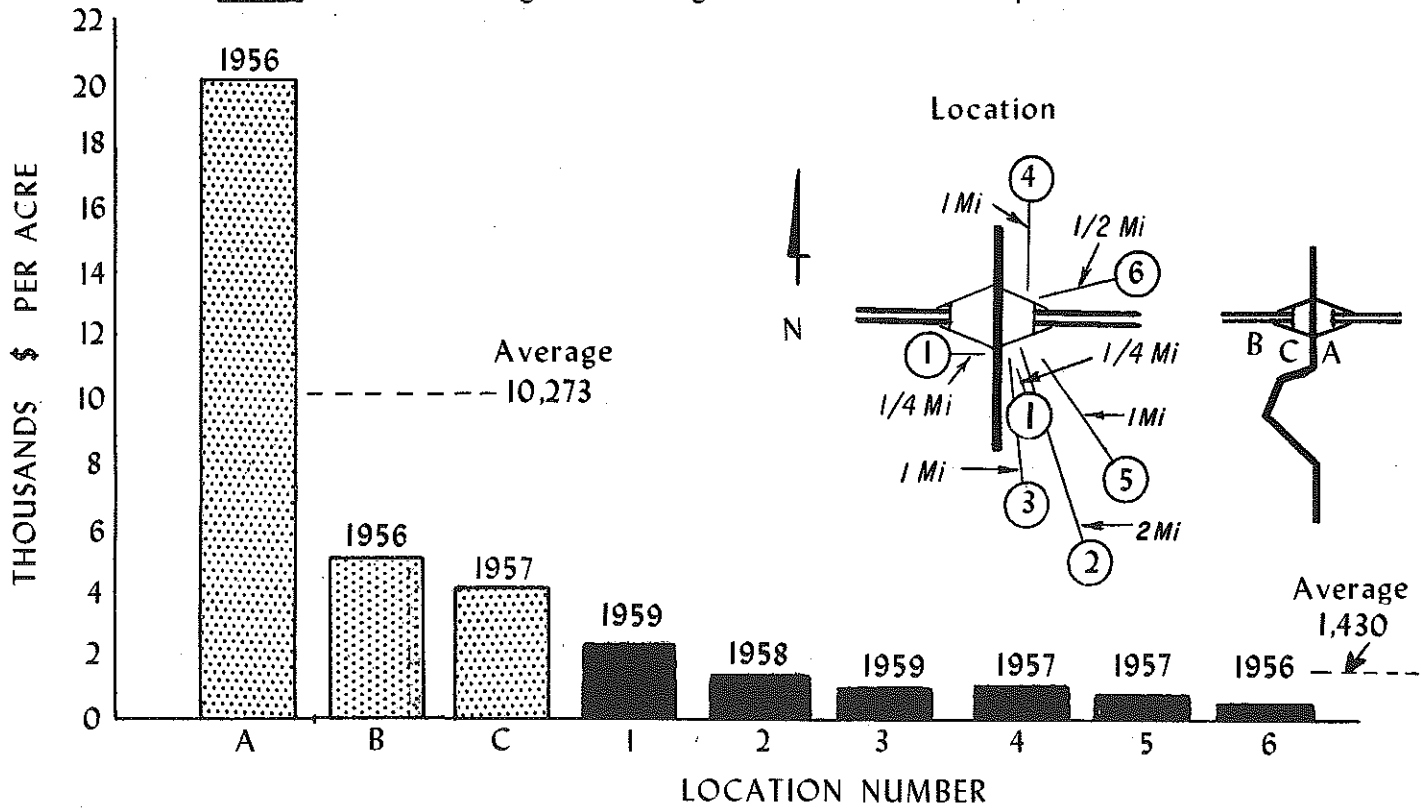 22
20
18
16
14
12
10
8
6
4
2
0
THOUSANDS $ PER ACRE
1956
1956
1957
1959
1958
1959
1957
1957
1956
Average
10,273
Average
1,430
A B C 1 2 3 4 5 6
LOCATION NUMBER
Location
N
4
1 Mi
1/2 Mi
6
1
1/4 Mi
1/4 Mi
1
1 Mi
5
1 Mi
3
2 Mi
2
B C A